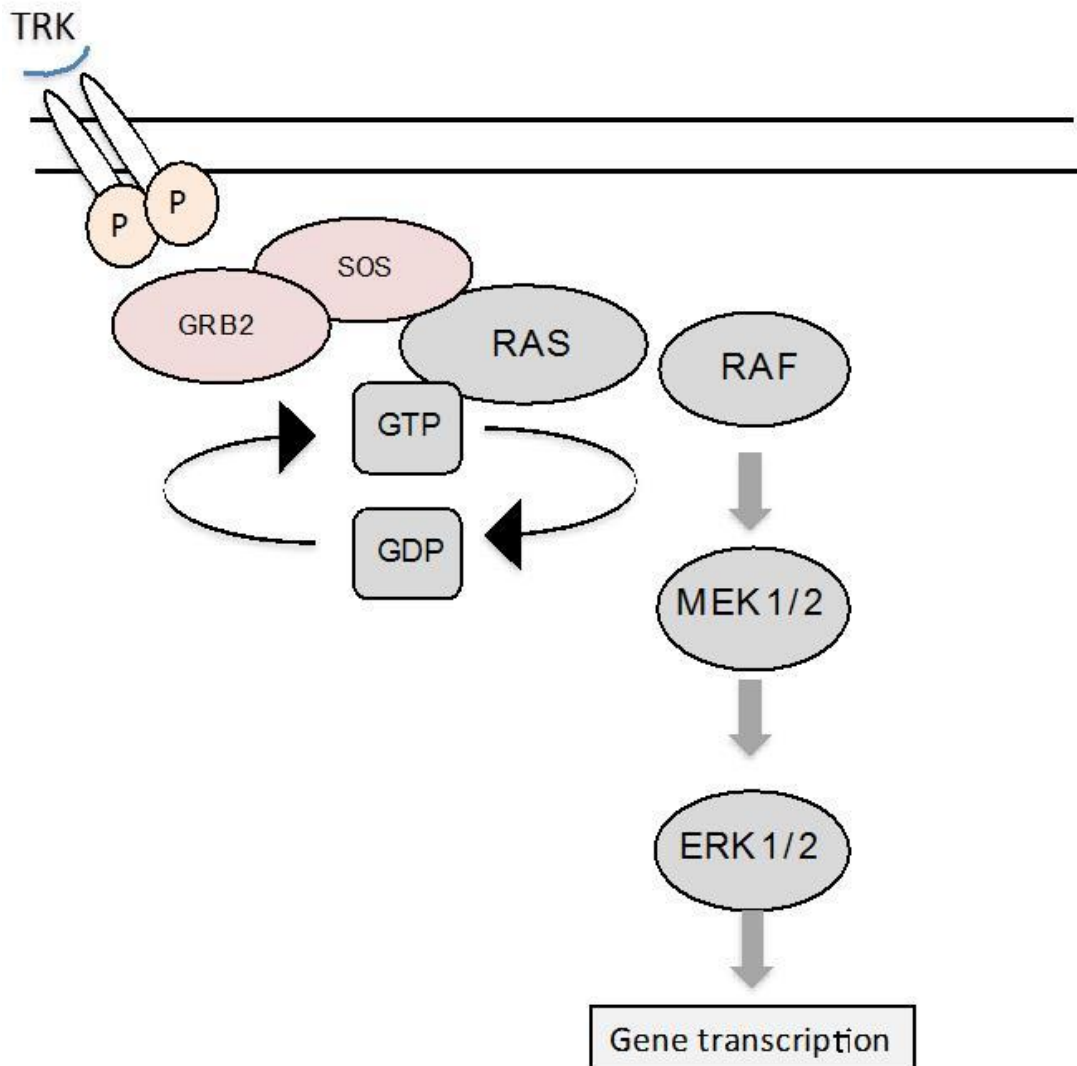 TRK
P
P
SOS
GRB2
RAS
RAF
GTP
GDP
MEK1/2
ERK1/2
Gene transcription